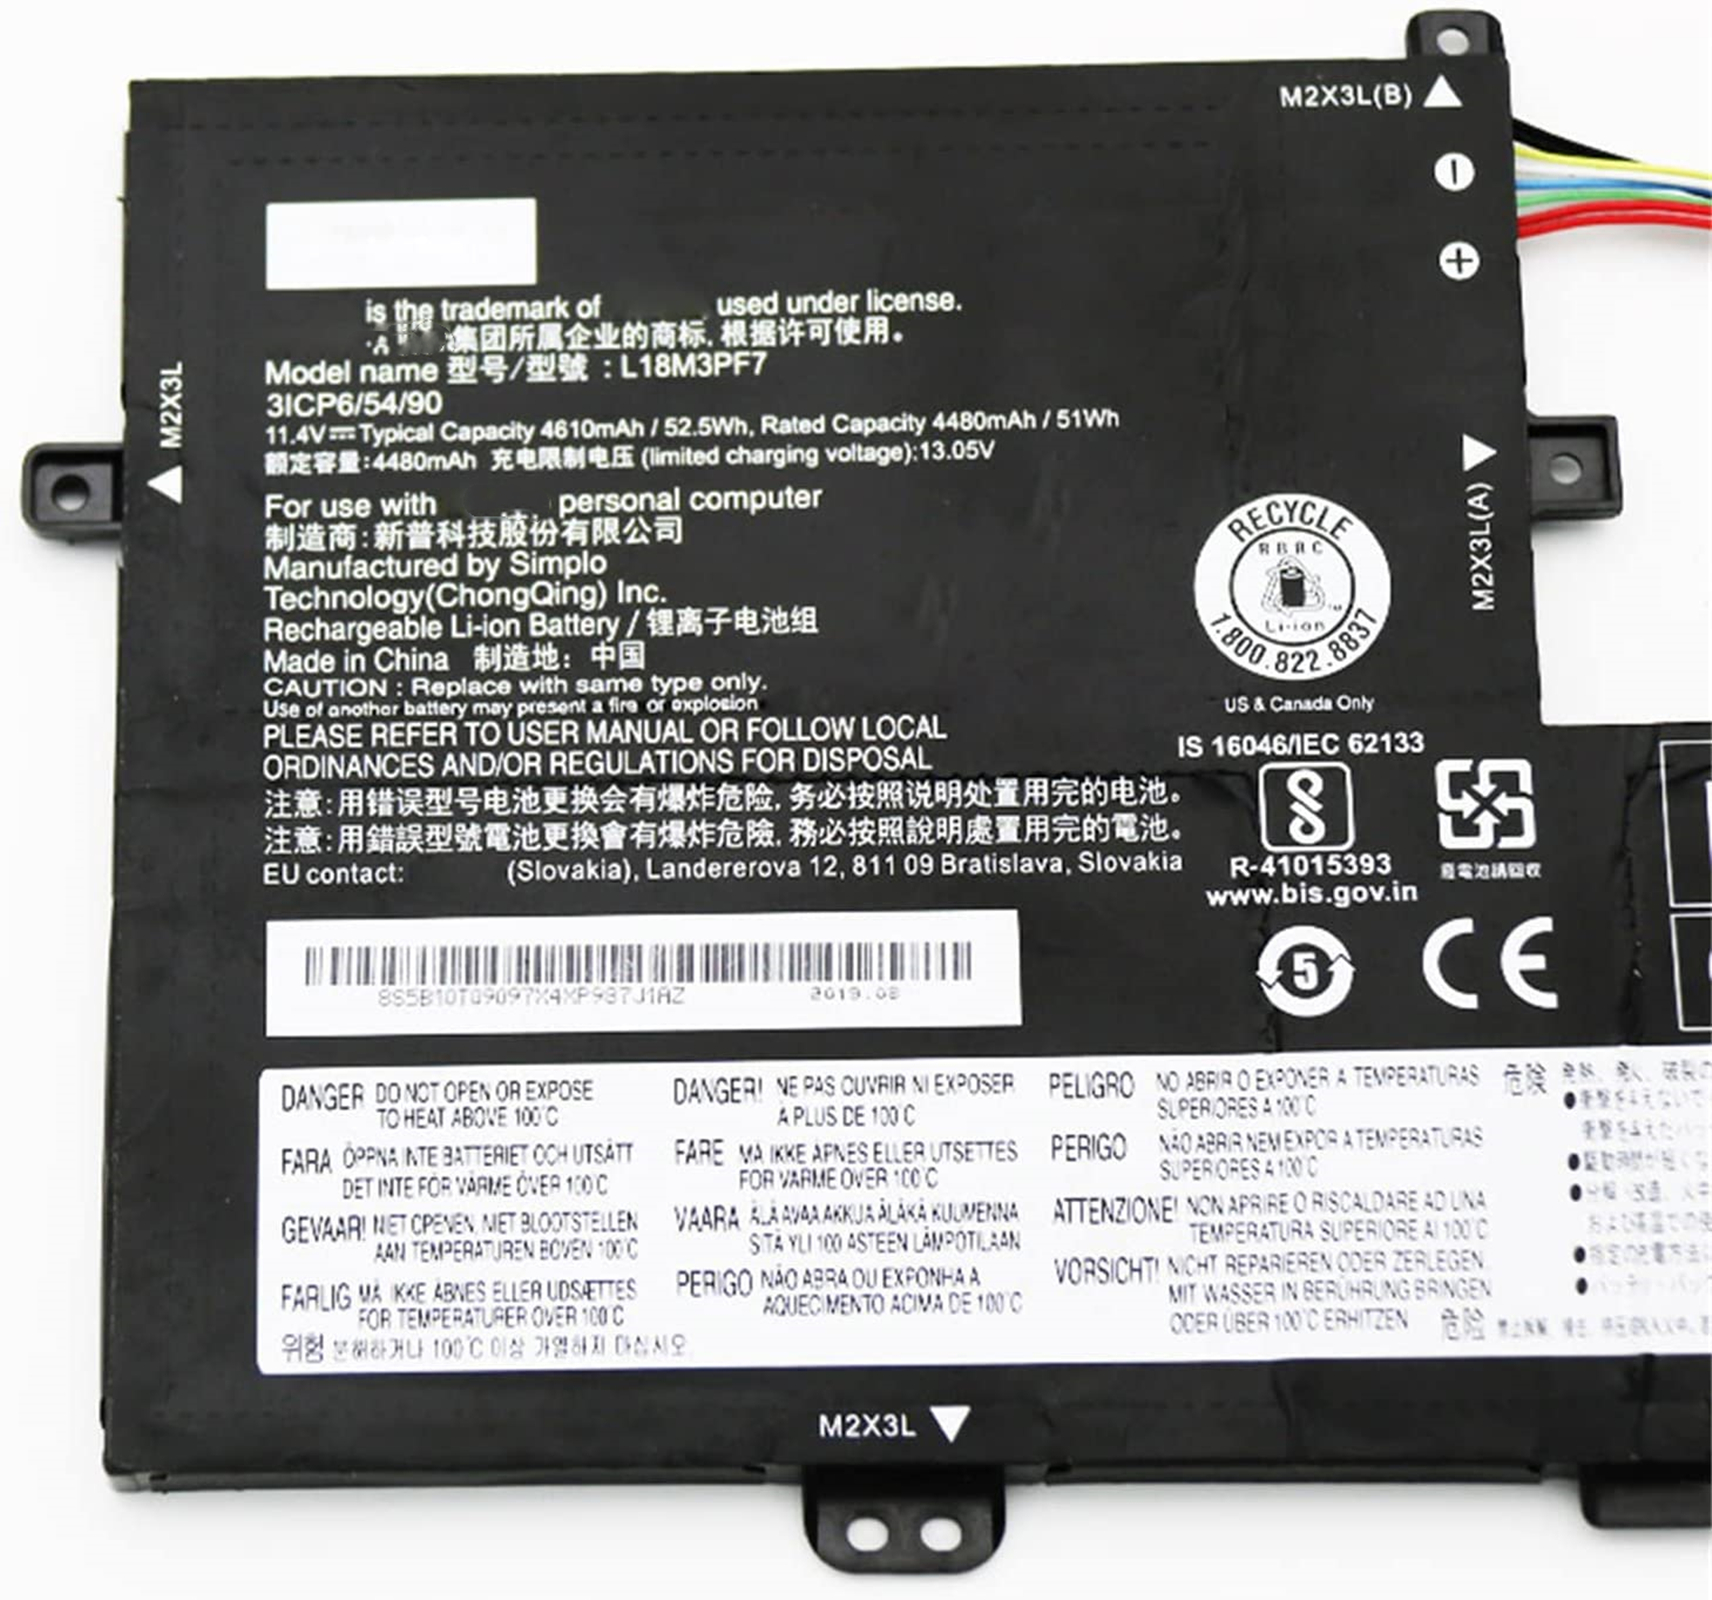 M2X3L(B)
is the trademark of used under license.
集团所属企业的商标, 根据许可使用。
Model name 型号/型號 : L18M3PF7
3ICP6/54/90
11.4V⎓Typical Capacity 4610mAh / 52.5Wh, Rated Capacity 4480mAh / 51Wh
額定容量:4480mAh 充电限制电压 (limited charging voltage):13.05V
For use with personal computer
制造商:新普科技股份有限公司
Manufactured by Simplo
Technology(ChongQing) Inc.
Rechargeable Li-ion Battery / 锂离子电池组
Made in China 制造地: 中国
CAUTION : Replace with same type only.
Use of another battery may present a fire or explosion
PLEASE REFER TO USER MANUAL OR FOLLOW LOCAL
ORDINANCES AND/OR REGULATIONS FOR DISPOSAL
注意:用错误型号电池更换会有爆炸危险, 务必按照说明处置用完的电池。
注意:用錯誤型號電池更換會有爆炸危險, 務必按照說明處置用完的電池。
EU contact: (Slovakia), Landererova 12, 811 09 Bratislava, Slovakia
M2X3L
M2X3L(A)
RECYCLE
RBRC
Li-ion
1.800.822.8837
US & Canada Only
IS 16046/IEC 62133
R-41015393
www.bis.gov.in
廢電池請回收
5
CE
8S5B10T09097X4XP987J1AZ 2019.08
DANGER DO NOT OPEN OR EXPOSE
TO HEAT ABOVE 100°C
FARA ÖPPNA INTE BATTERIET OCH UTSÄTT
DET INTE FÖR VÄRME ÖVER 100°C
GEVAAR! NIET OPENEN, NIET BLOOTSTELLEN
AAN TEMPERATUREN BOVEN 100°C
FARLIG MÅ IKKE ÅBNES ELLER UDSÆTTES
FOR TEMPERATURER OVER 100°C
위험 분해하거나 100°C 이상 가열하지 마십시오.
DANGER! NE PAS OUVRIR NI EXPOSER
A PLUS DE 100°C
FARE MÅ IKKE ÅPNES ELLER UTSETTES
FOR VARME OVER 100°C
VAARA ÄLÄ AVAA AKKUA ÄLÄKÄ KUUMENNA
SITÄ YLI 100 ASTEEN LÄMPÖTILAAN
PERIGO NÃO ABRA OU EXPONHA A
AQUECIMENTO ACIMA DE 100°C
PELIGRO NO ABRIR O EXPONER A TEMPERATURAS
SUPERIORES A 100°C
PERIGO NÃO ABRIR NEM EXPOR A TEMPERATURAS
SUPERIORES A 100°C
ATTENZIONE! NON APRIRE O RISCALDARE AD UNA
TEMPERATURA SUPERIORE AI 100°C
VORSICHT! NICHT REPARIEREN ODER ZERLEGEN.
MIT WASSER IN BERÜHRUNG BRINGEN
ODER ÜBER 100°C ERHITZEN
危险
危険 発熱、発火、破裂の
M2X3L